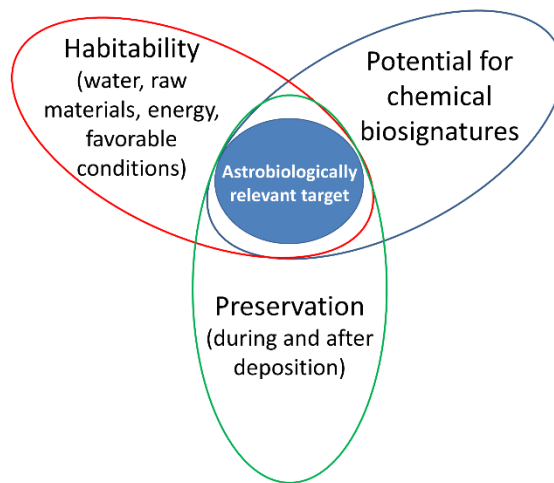 Habitability
(water, raw
materials, energy,
favorable
conditions)
Potential for
chemical
biosignatures
Astrobiologically
relevant target
Preservation
(during and after
deposition)